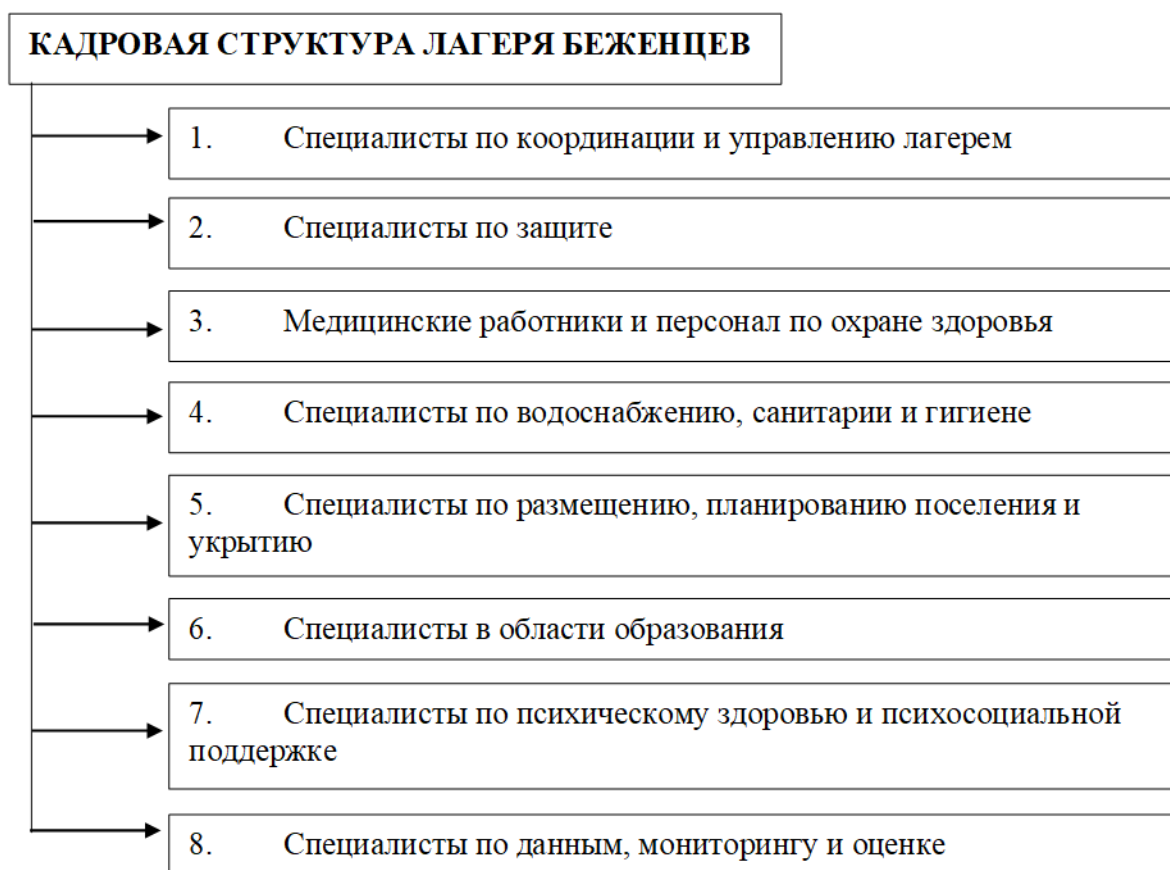 КАДРОВАЯ СТРУКТУРА ЛАГЕРЯ БЕЖЕНЦЕВ
1. Специалисты по координации и управлению лагерем
2. Специалисты по защите
3. Медицинские работники и персонал по охране здоровья
4. Специалисты по водоснабжению, санитарии и гигиене
5. Специалисты по размещению, планированию поселения и
укрытию
6. Специалисты в области образования
7. Специалисты по психическому здоровью и психосоциальной
поддержке
8. Специалисты по данным, мониторингу и оценке